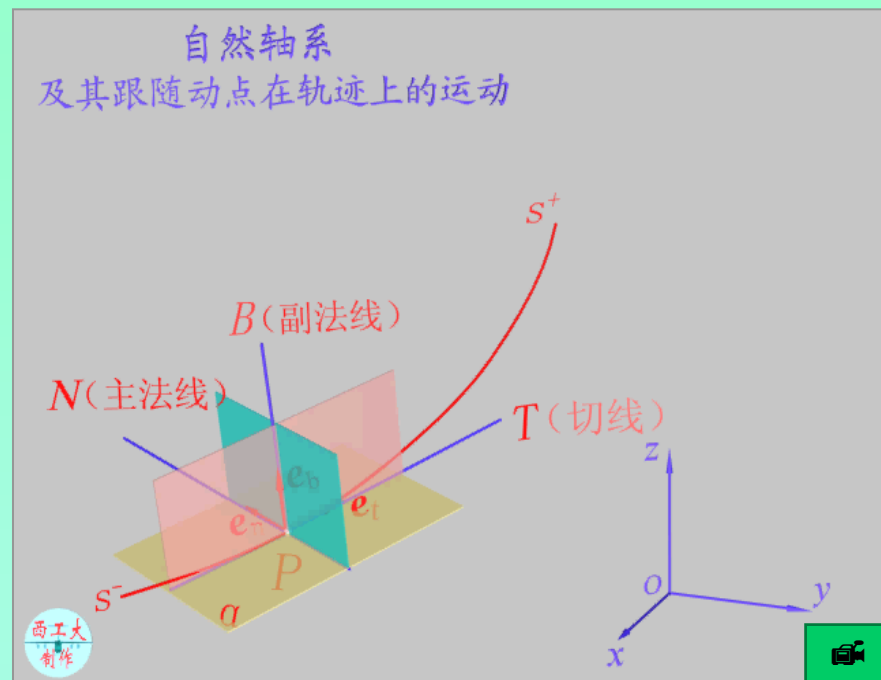 自然轴系
及其跟随动点在轨迹上的运动
S⁺
B(副法线)
N(主法线)
T(切线)
z
e_b
e_n
e_t
P
S⁻
α
O
y
x
西工大
制作